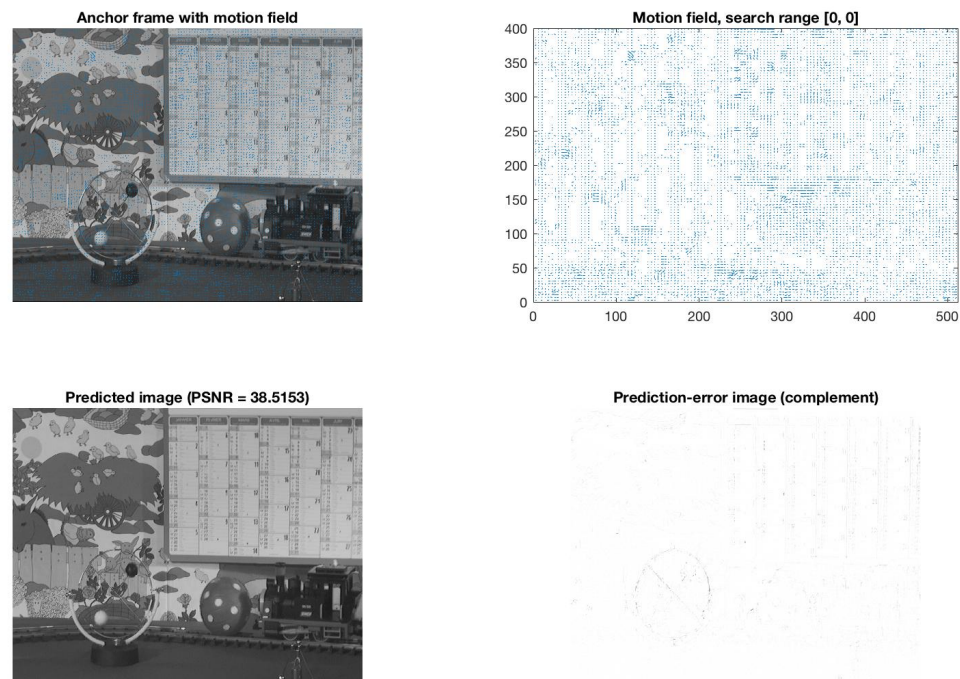 Anchor frame with motion field
Motion field, search range [0, 0]
400
350
300
250
200
150
100
50
0
0 100 200 300 400 500
Predicted image (PSNR = 38.5153)
Prediction-error image (complement)